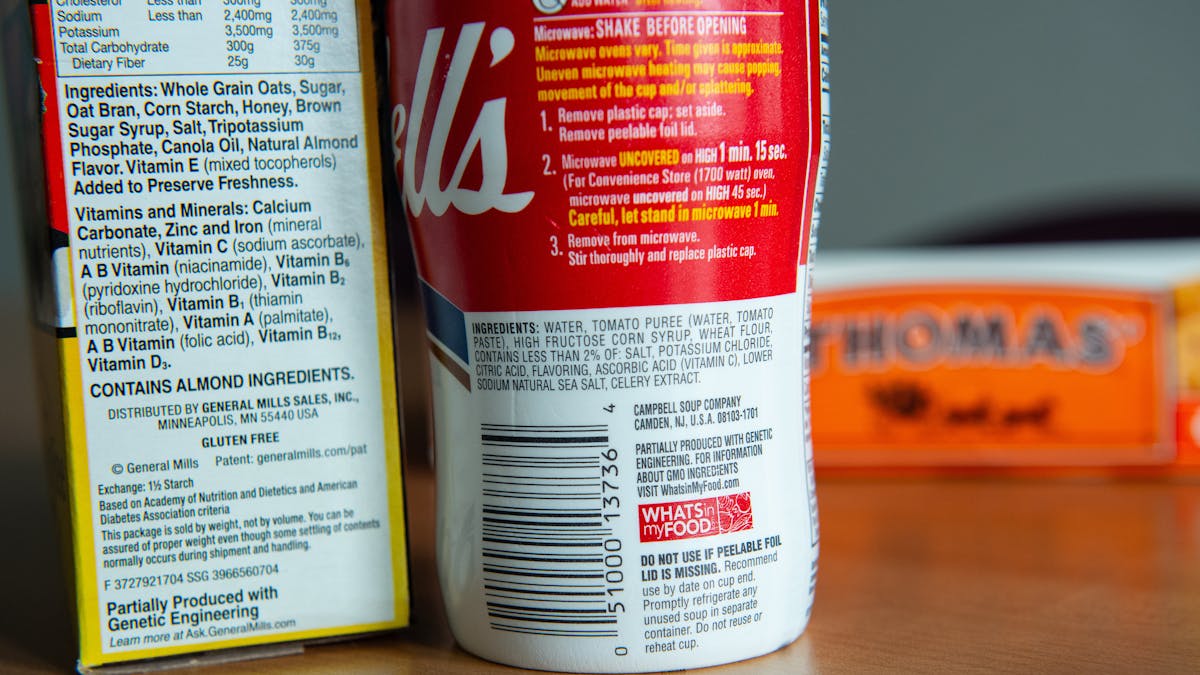 Cholesterol Less than 300mg 300mg
Sodium Less than 2,400mg 2,400mg
Potassium 3,500mg 3,500mg
Total Carbohydrate 300g 375g
Dietary Fiber 25g 30g
Ingredients: Whole Grain Oats, Sugar,
Oat Bran, Corn Starch, Honey, Brown
Sugar Syrup, Salt, Tripotassium
Phosphate, Canola Oil, Natural Almond
Flavor. Vitamin E (mixed tocopherols)
Added to Preserve Freshness.
Vitamins and Minerals: Calcium
Carbonate, Zinc and Iron (mineral
nutrients), Vitamin C (sodium ascorbate),
A B Vitamin (niacinamide), Vitamin B₆
(pyridoxine hydrochloride), Vitamin B₂
(riboflavin), Vitamin B₁ (thiamin
mononitrate), Vitamin A (palmitate),
A B Vitamin (folic acid), Vitamin B₁₂,
Vitamin D₃.
CONTAINS ALMOND INGREDIENTS.
DISTRIBUTED BY GENERAL MILLS SALES, INC.,
MINNEAPOLIS, MN 55440 USA
GLUTEN FREE
© General Mills Patent: generalmills.com/pat
Exchange: 1½ Starch
Based on Academy of Nutrition and Dietetics and American
Diabetes Association criteria
This package is sold by weight, not by volume. You can be
assured of proper weight even though some settling of contents
normally occurs during shipment and handling.
F 3727921704 SSG 3966560704
Partially Produced with
Genetic Engineering
Learn more at Ask.GeneralMills.com
ell's
ADD WATER
Microwave: SHAKE BEFORE OPENING
Microwave ovens vary. Time given is approximate.
Uneven microwave heating may cause popping,
movement of the cup and/or splattering.
1. Remove plastic cap; set aside.
Remove peelable foil lid.
2. Microwave UNCOVERED on HIGH 1 min. 15 sec.
(For Convenience Store (1700 watt) oven,
microwave uncovered on HIGH 45 sec.)
Careful, let stand in microwave 1 min.
3. Remove from microwave.
Stir thoroughly and replace plastic cap.
INGREDIENTS: WATER, TOMATO PUREE (WATER, TOMATO
PASTE), HIGH FRUCTOSE CORN SYRUP, WHEAT FLOUR,
CONTAINS LESS THAN 2% OF: SALT, POTASSIUM CHLORIDE,
CITRIC ACID, FLAVORING, ASCORBIC ACID (VITAMIN C), LOWER
SODIUM NATURAL SEA SALT, CELERY EXTRACT.
0 51000 13736 4
CAMPBELL SOUP COMPANY
CAMDEN, NJ, U.S.A. 08103-1701
PARTIALLY PRODUCED WITH GENETIC
ENGINEERING. FOR INFORMATION
ABOUT GMO INGREDIENTS
VISIT WhatsinMyFood.com
WHATS in
myFOOD
DO NOT USE IF PEELABLE FOIL
LID IS MISSING. Recommend
use by date on cup end.
Promptly refrigerate any
unused soup in separate
container. Do not reuse or
reheat cup.
THOMAS'